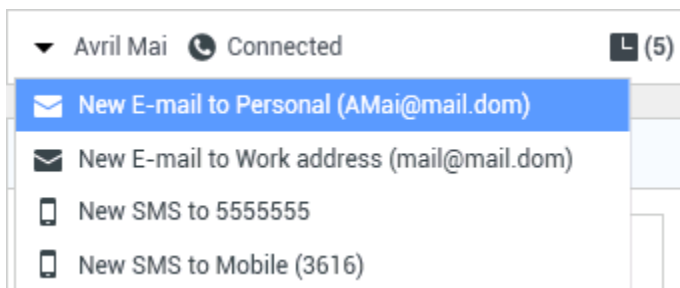 Avril Mai Connected (5)
New E-mail to Personal (AMai@mail.dom)
New E-mail to Work address (mail@mail.dom)
New SMS to 5555555
New SMS to Mobile (3616)